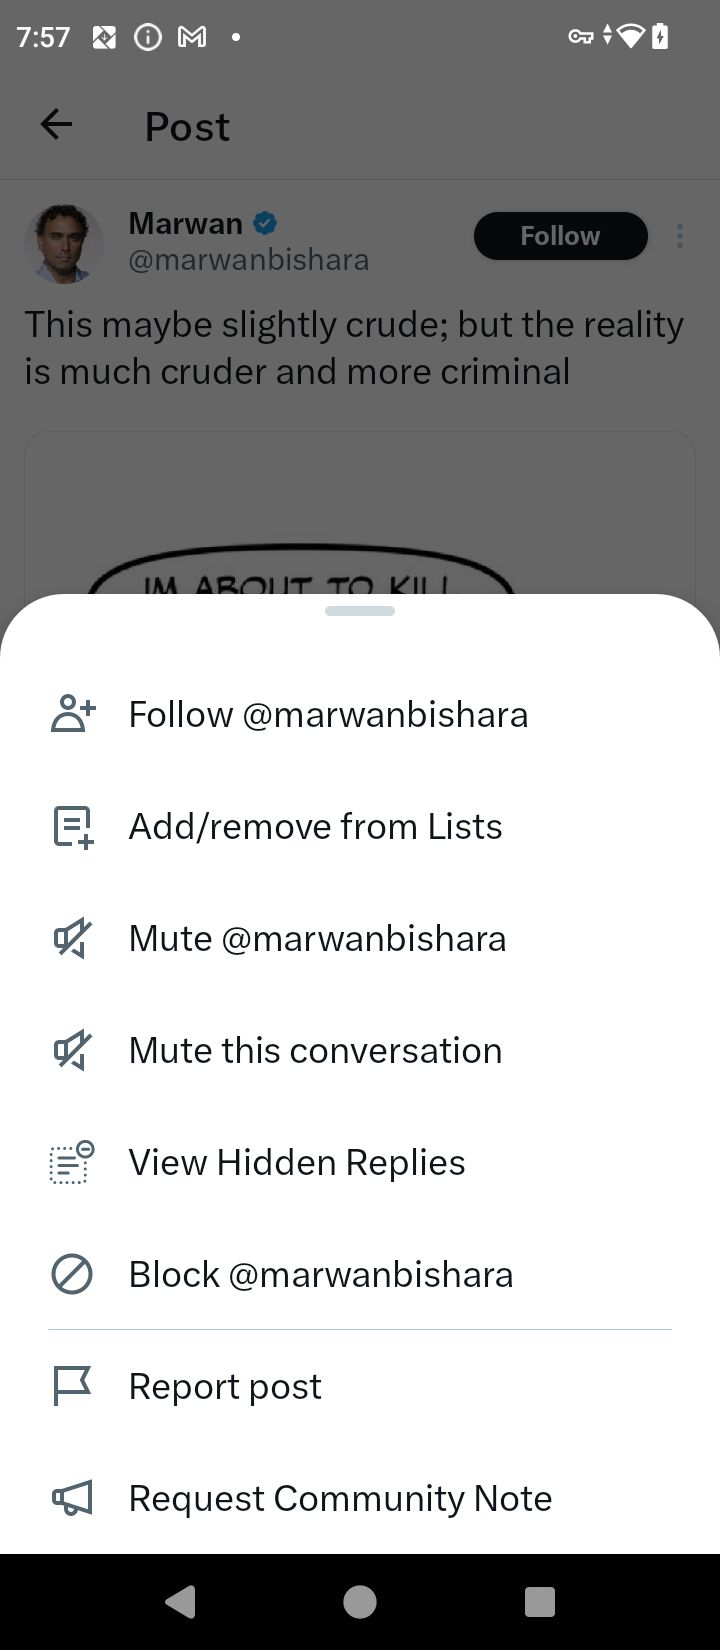 7:57
Post
Marwan
Follow
@marwanbishara
This maybe slightly crude; but the reality
is much cruder and more criminal
IM ABOUT TO KILL
Follow @marwanbishara
Add/remove from Lists
Mute @marwanbishara
Mute this conversation
View Hidden Replies
Block @marwanbishara
Report post
Request Community Note